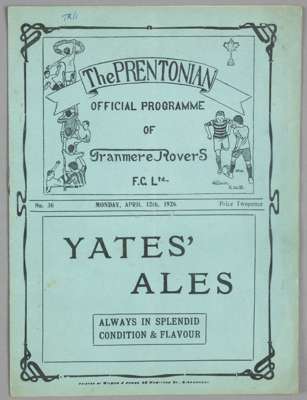 The PRENTONIAN
OFFICIAL PROGRAMME
OF
Tranmere Rovers
F.C. Ltd.
No. 36 MONDAY, APRIL 12th, 1926. Price Twopence
YATES'
ALES
ALWAYS IN SPLENDID
CONDITION & FLAVOUR